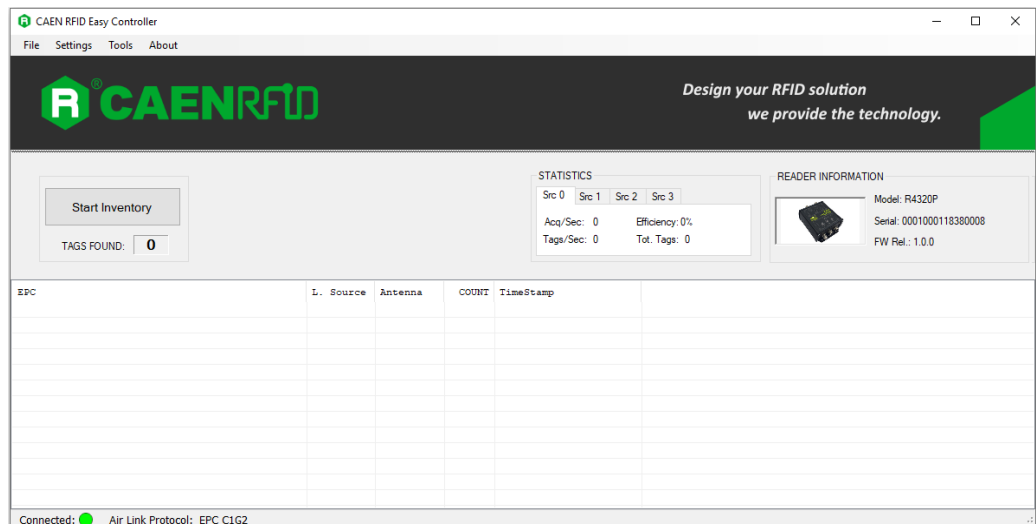 CAEN RFID Easy Controller
File Settings Tools About
R® CAENRFID
Design your RFID solution
we provide the technology.
Start Inventory
TAGS FOUND: 0
STATISTICS
Src 0 Src 1 Src 2 Src 3
Acq/Sec: 0 Efficiency: 0%
Tags/Sec: 0 Tot. Tags: 0
READER INFORMATION
Model: R4320P
Serial: 0001000118380008
FW Rel.: 1.0.0
EPC L. Source Antenna COUNT TimeStamp
Connected: Air Link Protocol: EPC C1G2